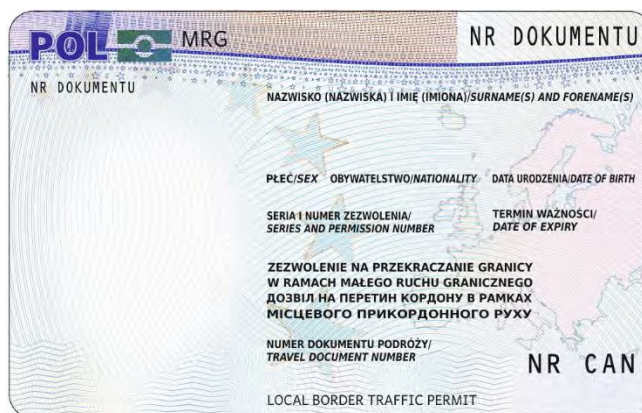 POL MRG NR DOKUMENTU
NR DOKUMENTU
NAZWISKO (NAZWISKA) I IMIĘ (IMIONA)/SURNAME(S) AND FORENAME(S)
PŁEĆ/SEX OBYWATELSTWO/NATIONALITY DATA URODZENIA/DATE OF BIRTH
SERIA I NUMER ZEZWOLENIA/ TERMIN WAŻNOŚCI/
SERIES AND PERMISSION NUMBER DATE OF EXPIRY
ZEZWOLENIE NA PRZEKRACZANIE GRANICY
W RAMACH MAŁEGO RUCHU GRANICZNEGO
ДОЗВІЛ НА ПЕРЕТИН КОРДОНУ В РАМКАХ
МІСЦЕВОГО ПРИКОРДОННОГО РУХУ
NUMER DOKUMENTU PODRÓŻY/
TRAVEL DOCUMENT NUMBER
NR CAN
LOCAL BORDER TRAFFIC PERMIT